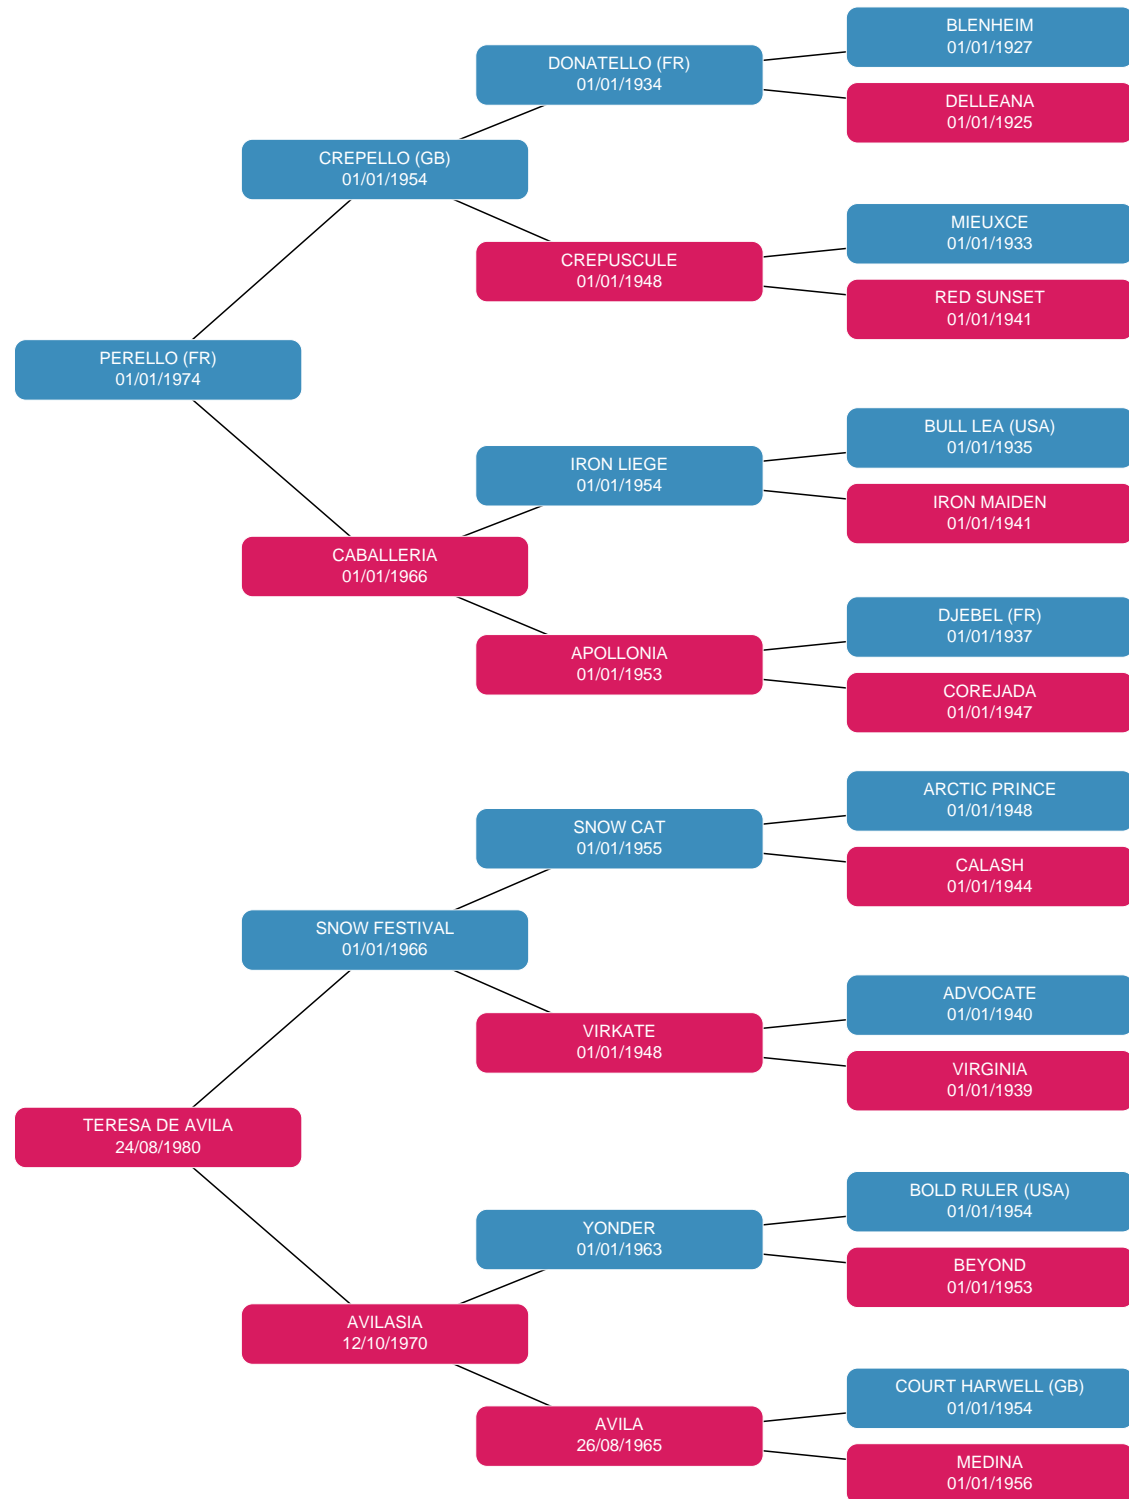 BLENHEIM
01/01/1927
DONATELLO (FR)
01/01/1934
DELLEANA
01/01/1925
CREPELLO (GB)
01/01/1954
MIEUXCE
01/01/1933
CREPUSCULE
01/01/1948
RED SUNSET
01/01/1941
PERELLO (FR)
01/01/1974
BULL LEA (USA)
01/01/1935
IRON LIEGE
01/01/1954
IRON MAIDEN
01/01/1941
CABALLERIA
01/01/1966
DJEBEL (FR)
01/01/1937
APOLLONIA
01/01/1953
COREJADA
01/01/1947
ARCTIC PRINCE
01/01/1948
SNOW CAT
01/01/1955
CALASH
01/01/1944
SNOW FESTIVAL
01/01/1966
ADVOCATE
01/01/1940
VIRKATE
01/01/1948
VIRGINIA
01/01/1939
TERESA DE AVILA
24/08/1980
BOLD RULER (USA)
01/01/1954
YONDER
01/01/1963
BEYOND
01/01/1953
AVILASIA
12/10/1970
COURT HARWELL (GB)
01/01/1954
AVILA
26/08/1965
MEDINA
01/01/1956